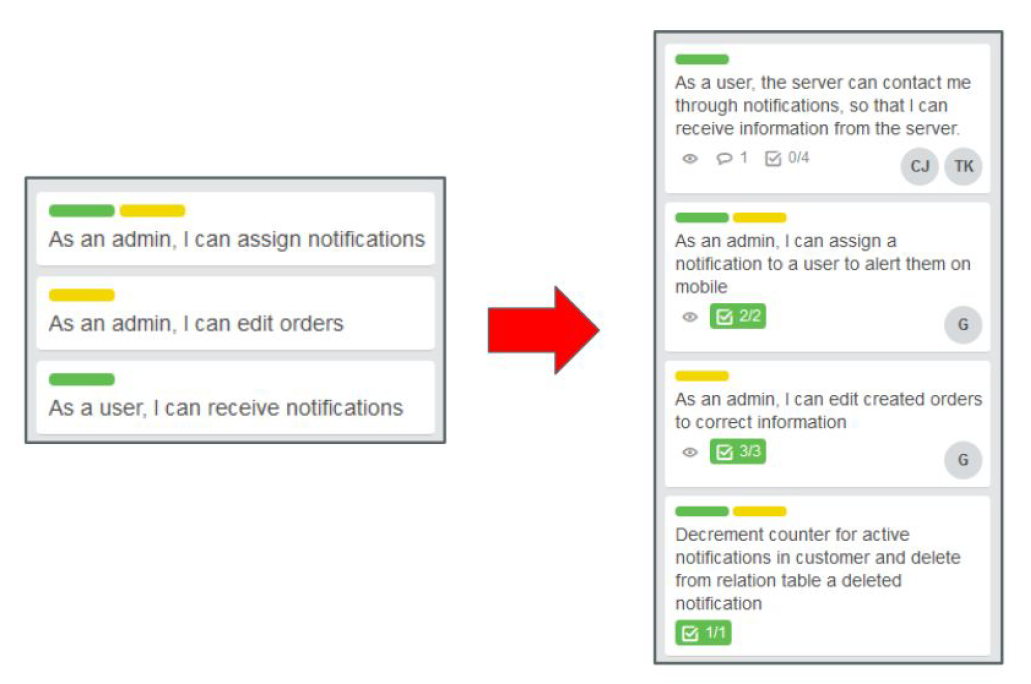 As an admin, I can assign notifications
As an admin, I can edit orders
As a user, I can receive notifications
As a user, the server can contact me
through notifications, so that I can
receive information from the server.
1 0/4 CJ TK
As an admin, I can assign a
notification to a user to alert them on
mobile
2/2 G
As an admin, I can edit created orders
to correct information
3/3 G
Decrement counter for active
notifications in customer and delete
from relation table a deleted
notification
1/1